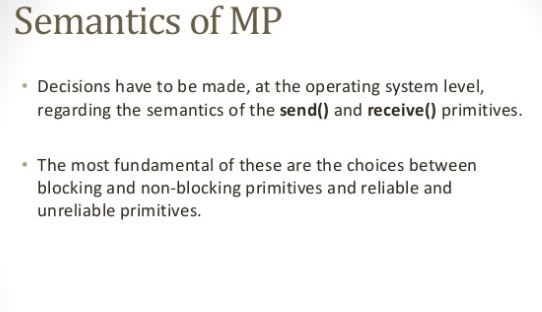 Semantics of MP
• Decisions have to be made, at the operating system level,
regarding the semantics of the send() and receive() primitives.
• The most fundamental of these are the choices between
blocking and non-blocking primitives and reliable and
unreliable primitives.